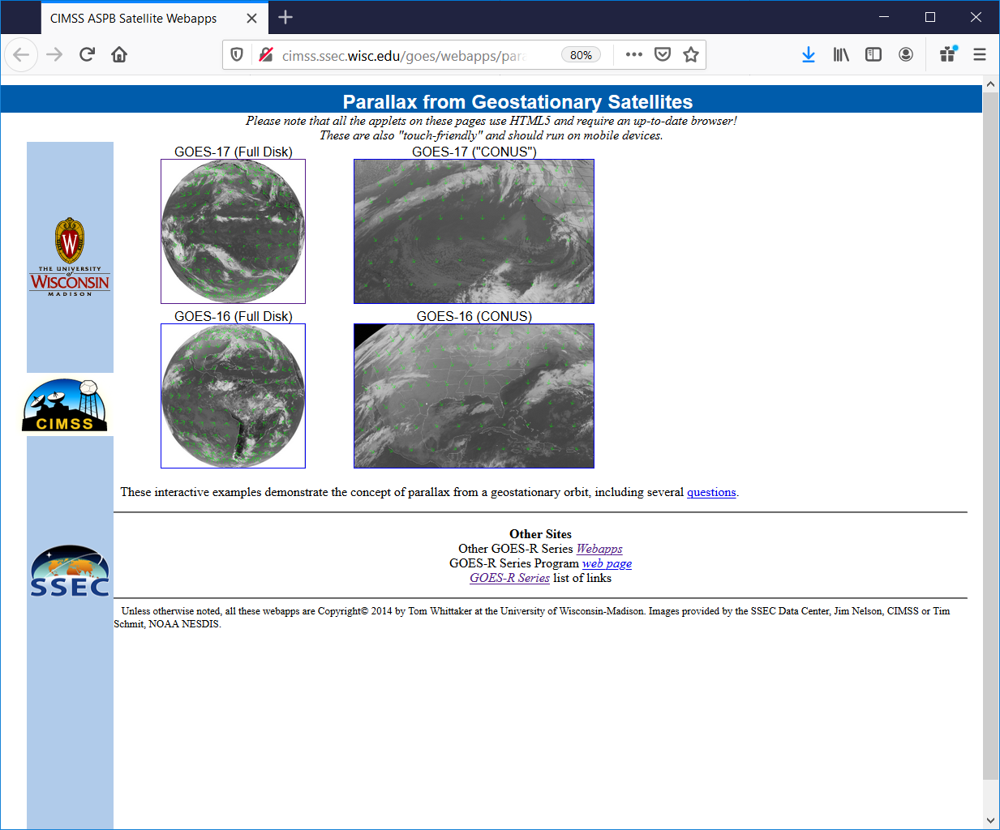 CIMSS ASPB Satellite Webapps
cimss.ssec.wisc.edu/goes/webapps/para
80%
Parallax from Geostationary Satellites
Please note that all the applets on these pages use HTML5 and require an up-to-date browser!
These are also "touch-friendly" and should run on mobile devices.
GOES-17 (Full Disk)
GOES-17 ("CONUS")
W
THE UNIVERSITY
of
WISCONSIN
MADISON
GOES-16 (Full Disk)
GOES-16 (CONUS)
CIMSS
These interactive examples demonstrate the concept of parallax from a geostationary orbit, including several questions.
Other Sites
Other GOES-R Series Webapps
GOES-R Series Program web page
GOES-R Series list of links
SSEC
Unless otherwise noted, all these webapps are Copyright© 2014 by Tom Whittaker at the University of Wisconsin-Madison. Images provided by the SSEC Data Center, Jim Nelson, CIMSS or Tim
Schmit, NOAA NESDIS.